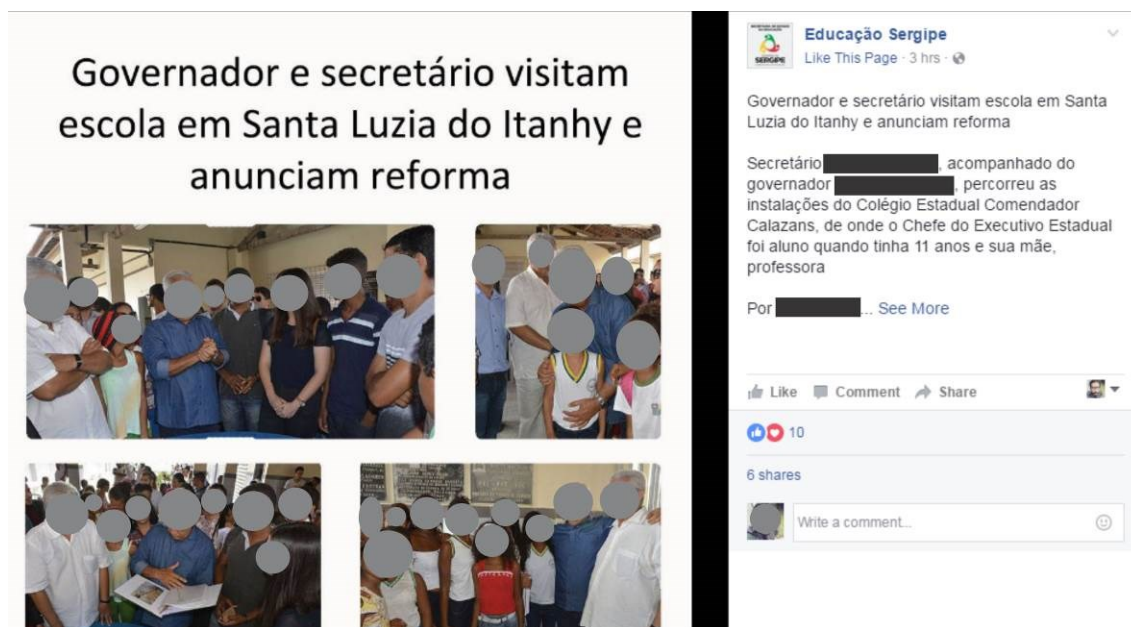 Governador e secretário visitam
escola em Santa Luzia do Itanhy e
anunciam reforma
SERGIPE
Educação Sergipe
Like This Page · 3 hrs ·
Governador e secretário visitam escola em Santa
Luzia do Itanhy e anunciam reforma
Secretário , acompanhado do
governador , percorreu as
instalações do Colégio Estadual Comendador
Calazans, de onde o Chefe do Executivo Estadual
foi aluno quando tinha 11 anos e sua mãe,
professora
Por ... See More
Like Comment Share
10
6 shares
Write a comment...